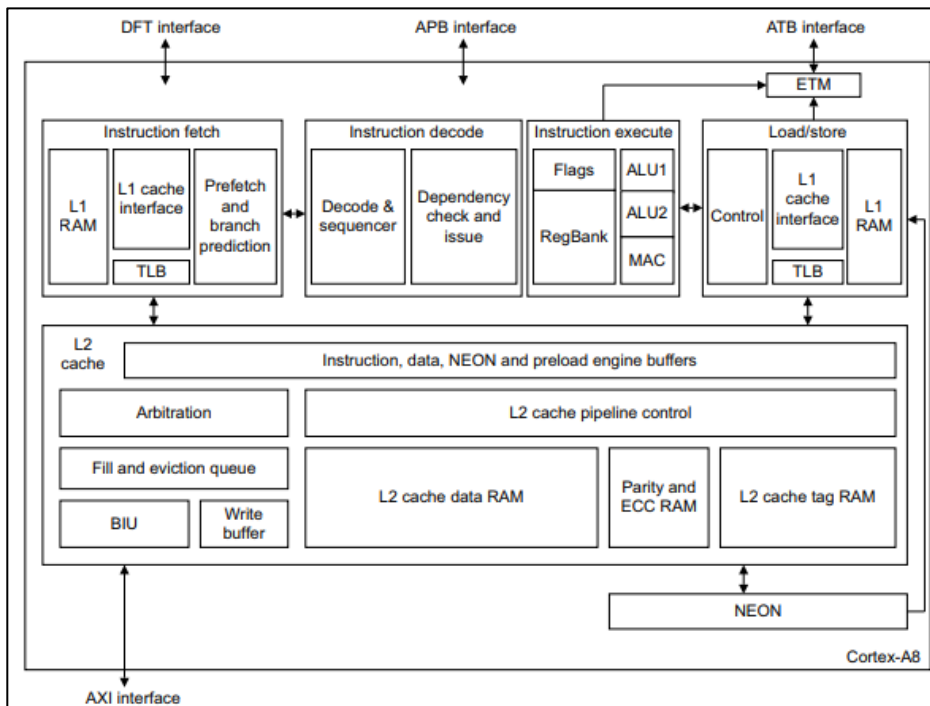 DFT interface
APB interface
ATB interface
ETM
Instruction fetch
L1
RAM
L1 cache
interface
TLB
Prefetch
and
branch
prediction
Instruction decode
Decode &
sequencer
Dependency
check and
issue
Instruction execute
Flags
RegBank
ALU1
ALU2
MAC
Load/store
Control
L1
cache
interface
TLB
L1
RAM
L2
cache
Instruction, data, NEON and preload engine buffers
Arbitration
L2 cache pipeline control
Fill and eviction queue
BIU
Write
buffer
L2 cache data RAM
Parity and
ECC RAM
L2 cache tag RAM
NEON
Cortex-A8
AXI interface